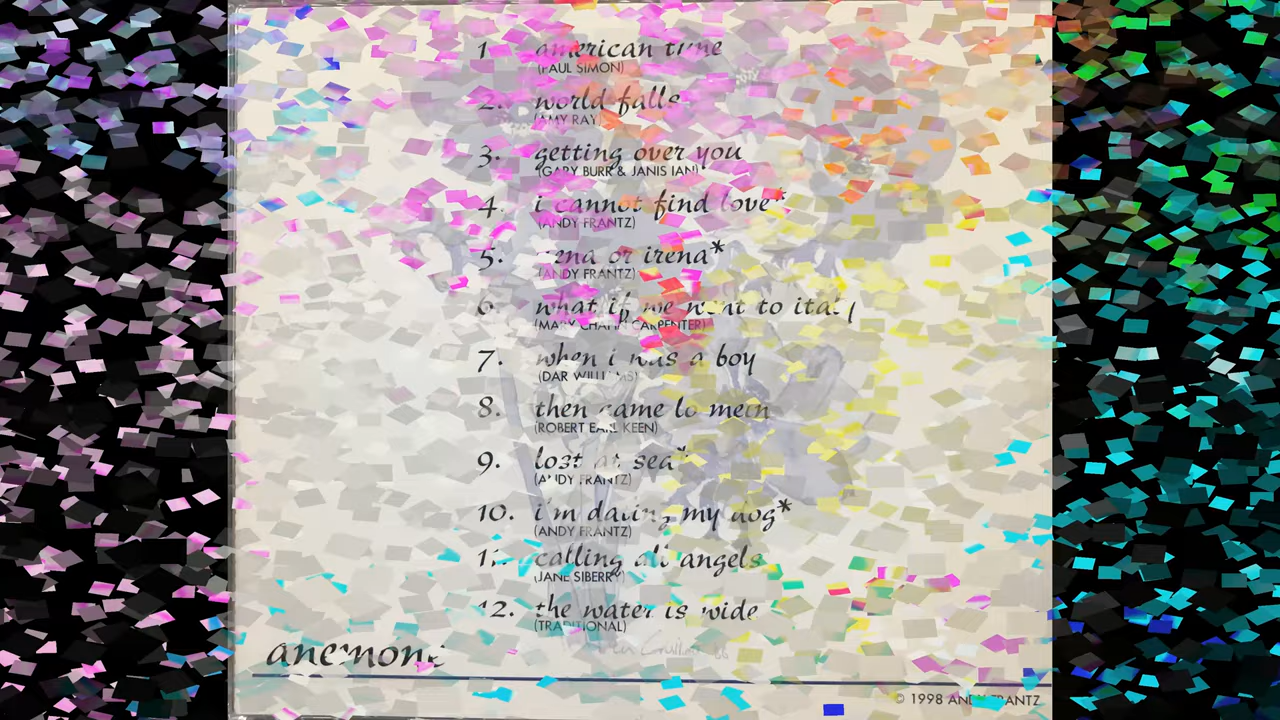 1. american tune
(PAUL SIMON)
2. world falls
(AMY RAY)
3. getting over you
(GARY BURR & JANIS IAN)
4. i cannot find love*
(ANDY FRANTZ)
5. or irena*
(ANDY FRANTZ)
6 what if we went to italy
(MARY CHAPIN CARPENTER)
7. when i was a boy
(DAR WILLIAMS)
8. then came lo mein
(ROBERT EARL KEEN)
9. lost at sea*
(ANDY FRANTZ)
10. i'm dating my dog*
(ANDY FRANTZ)
11. calling all angels
(JANE SIBERRY)
12. the water is wide
(TRADITIONAL)
anemone
© 1998 ANDY FRANTZ